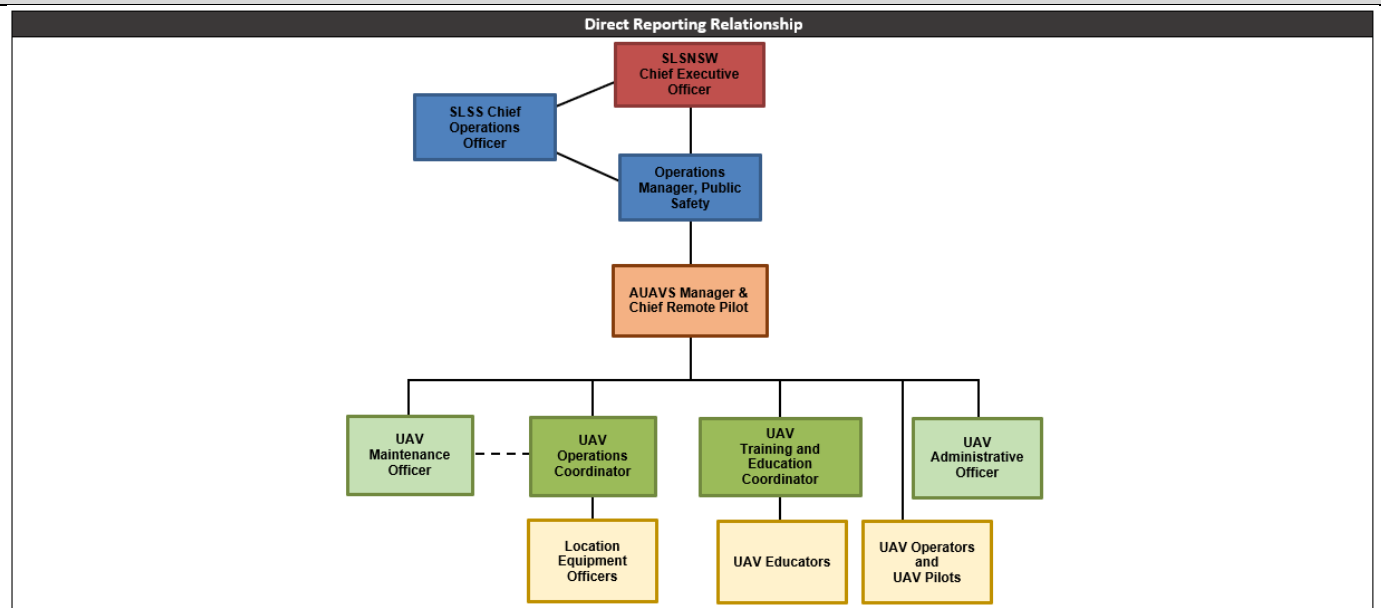 Direct Reporting Relationship
SLSNSW
Chief Executive
Officer
SLSS Chief
Operations
Officer
Operations
Manager, Public
Safety
AUAVS Manager &
Chief Remote Pilot
UAV
Maintenance
Officer
UAV
Operations
Coordinator
UAV
Training and
Education
Coordinator
UAV
Administrative
Officer
Location
Equipment
Officers
UAV Educators
UAV Operators
and
UAV Pilots